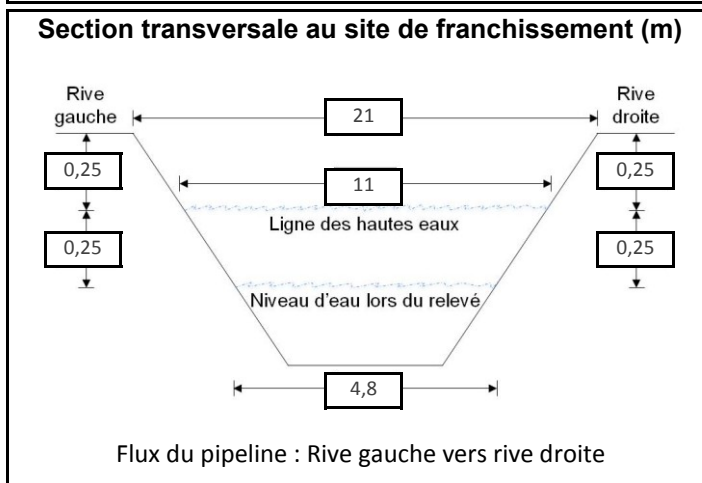 Section transversale au site de franchissement (m)
Rive
gauche
21
Rive
droite
0,25
11
0,25
Ligne des hautes eaux
0,25
0,25
Niveau d'eau lors du relevé
4,8
Flux du pipeline : Rive gauche vers rive droite